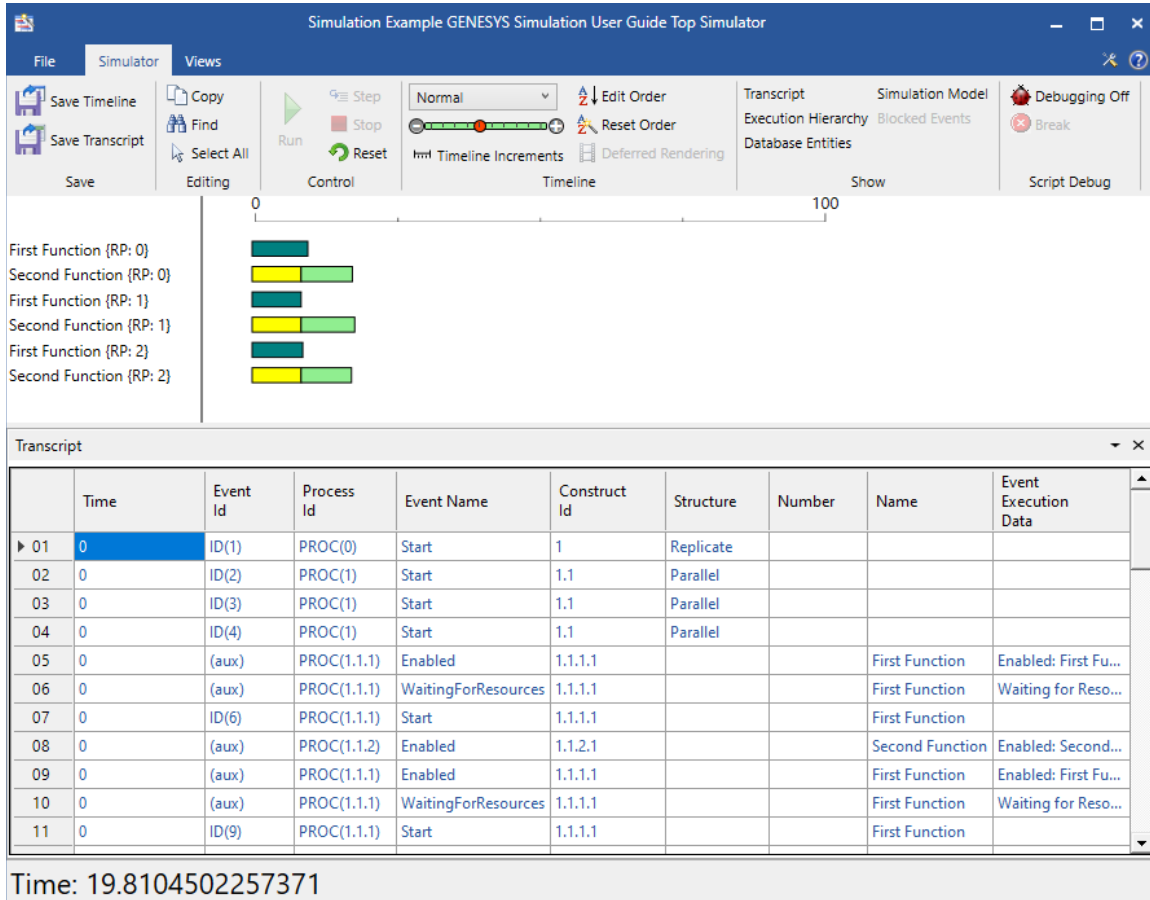 Simulation Example GENESYS Simulation User Guide Top Simulator
File Simulator Views
Save Timeline Copy Step Normal Edit Order Transcript Simulation Model Debugging Off
Find Run Stop Reset Order Execution Hierarchy Blocked Events Break
Save Transcript Select All Reset Timeline Increments Deferred Rendering Database Entities
Save Editing Control Timeline Show Script Debug
0 100
First Function {RP: 0}
Second Function {RP: 0}
First Function {RP: 1}
Second Function {RP: 1}
First Function {RP: 2}
Second Function {RP: 2}
Transcript
Time Event Id Process Id Event Name Construct Id Structure Number Name Event Execution Data
01 0 ID(1) PROC(0) Start 1 Replicate
02 0 ID(2) PROC(1) Start 1.1 Parallel
03 0 ID(3) PROC(1) Start 1.1 Parallel
04 0 ID(4) PROC(1) Start 1.1 Parallel
05 0 (aux) PROC(1.1.1) Enabled 1.1.1.1 First Function Enabled: First Fu...
06 0 (aux) PROC(1.1.1) WaitingForResources 1.1.1.1 First Function Waiting for Reso...
07 0 ID(6) PROC(1.1.1) Start 1.1.1.1 First Function
08 0 (aux) PROC(1.1.2) Enabled 1.1.2.1 Second Function Enabled: Second...
09 0 (aux) PROC(1.1.1) Enabled 1.1.1.1 First Function Enabled: First Fu...
10 0 (aux) PROC(1.1.1) WaitingForResources 1.1.1.1 First Function Waiting for Reso...
11 0 ID(9) PROC(1.1.1) Start 1.1.1.1 First Function
Time: 19.8104502257371